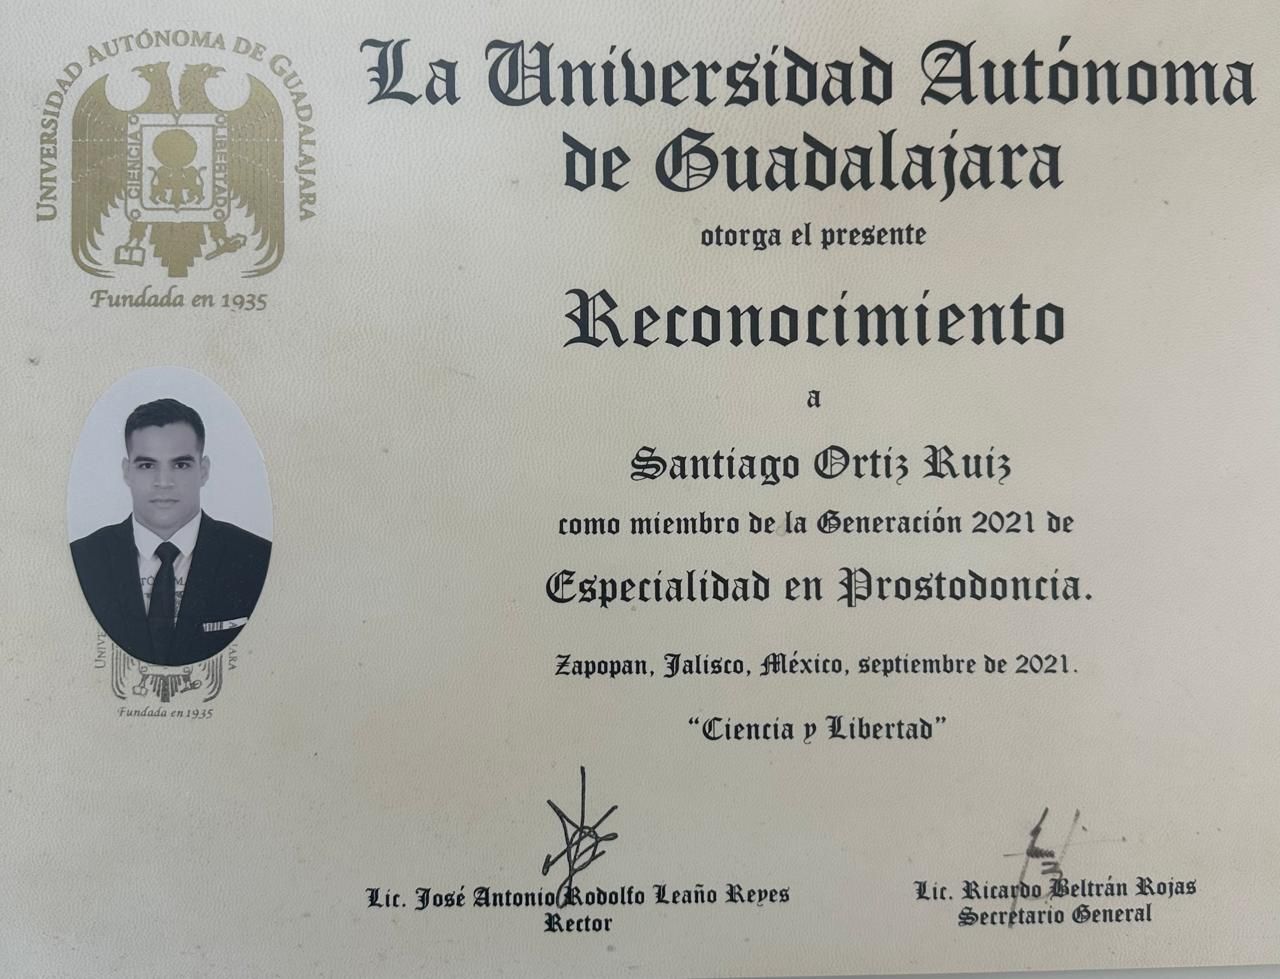 UNIVERSIDAD AUTÓNOMA DE GUADALAJARA
CIENCIA
LIBERTAD
Fundada en 1935
La Universidad Autónoma
de Guadalajara
otorga el presente
Reconocimiento
a
Santiago Ortiz Ruiz
como miembro de la Generación 2021 de
Especialidad en Prostodoncia.
Zapopan, Jalisco, México, septiembre de 2021.
"Ciencia y Libertad"
Fundada en 1935
Lic. José Antonio Rodolfo Leaño Reyes
Rector
Lic. Ricardo Beltrán Rojas
Secretario General